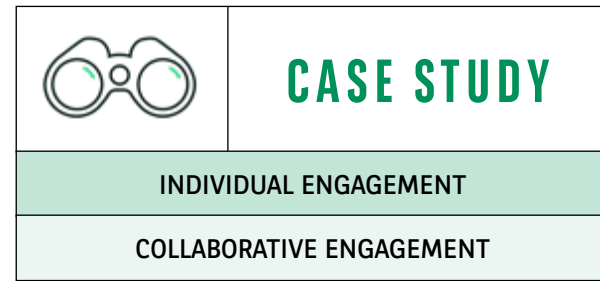 CASE STUDY
INDIVIDUAL ENGAGEMENT
COLLABORATIVE ENGAGEMENT